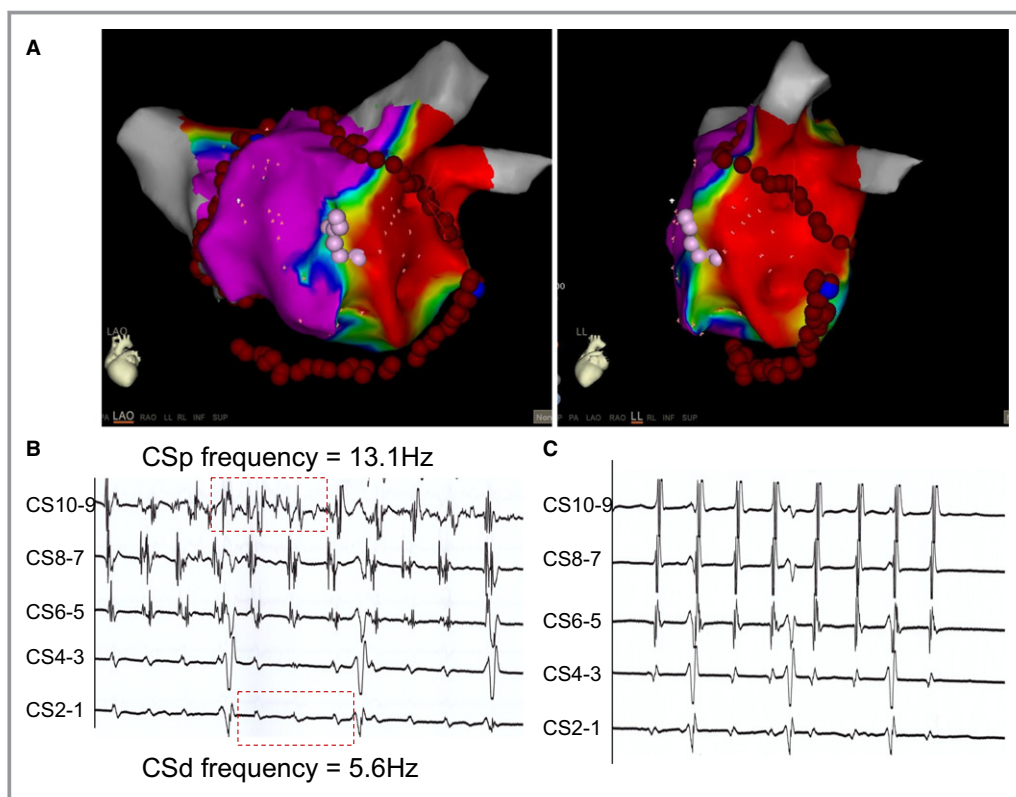 A
LAO
PA LAO RAO LL RL INF SUP
Non
00
P
LL
P PA LAO RAO LL RL INF SUP
B
CSp frequency = 13.1Hz
CS10-9
CS8-7
CS6-5
CS4-3
CS2-1
CSd frequency = 5.6Hz
C
CS10-9
CS8-7
CS6-5
CS4-3
CS2-1